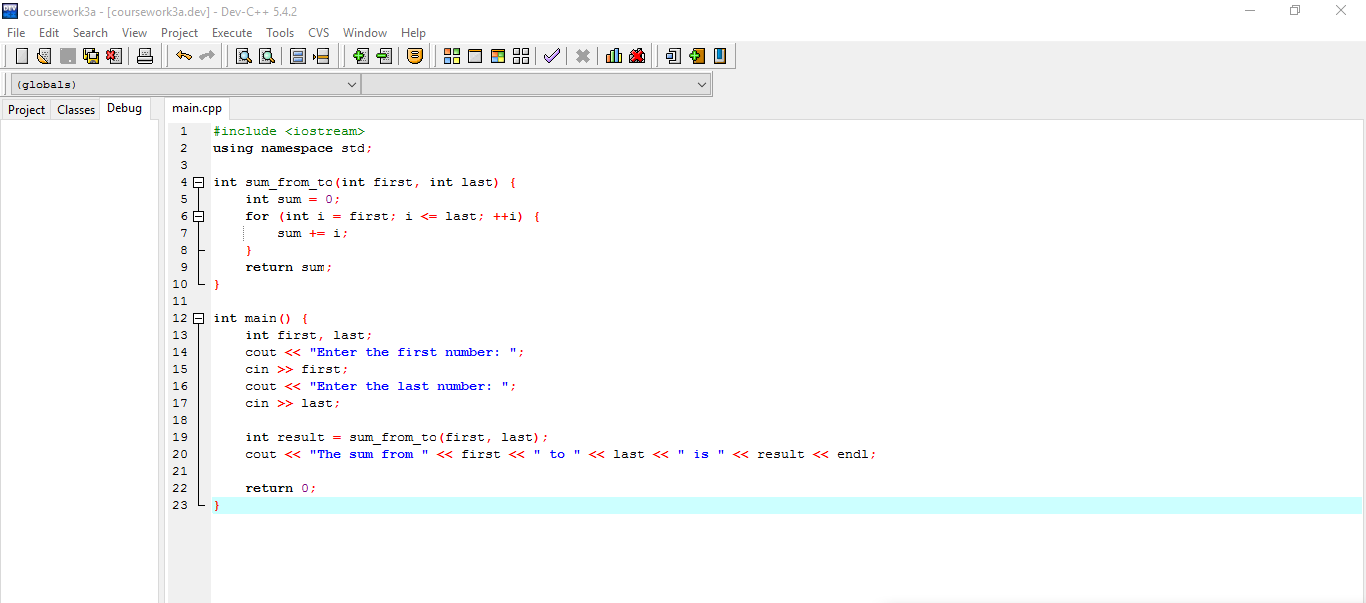 coursework3a - [coursework3a.dev] - Dev-C++ 5.4.2
File Edit Search View Project Execute Tools CVS Window Help
(globals)
Project Classes Debug main.cpp
1 #include <iostream>
2 using namespace std;
3
4 int sum_from_to(int first, int last) {
5     int sum = 0;
6     for (int i = first; i <= last; ++i) {
7         sum += i;
8     }
9     return sum;
10 }
11
12 int main() {
13     int first, last;
14     cout << "Enter the first number: ";
15     cin >> first;
16     cout << "Enter the last number: ";
17     cin >> last;
18
19     int result = sum_from_to(first, last);
20     cout << "The sum from " << first << " to " << last << " is " << result << endl;
21
22     return 0;
23 }